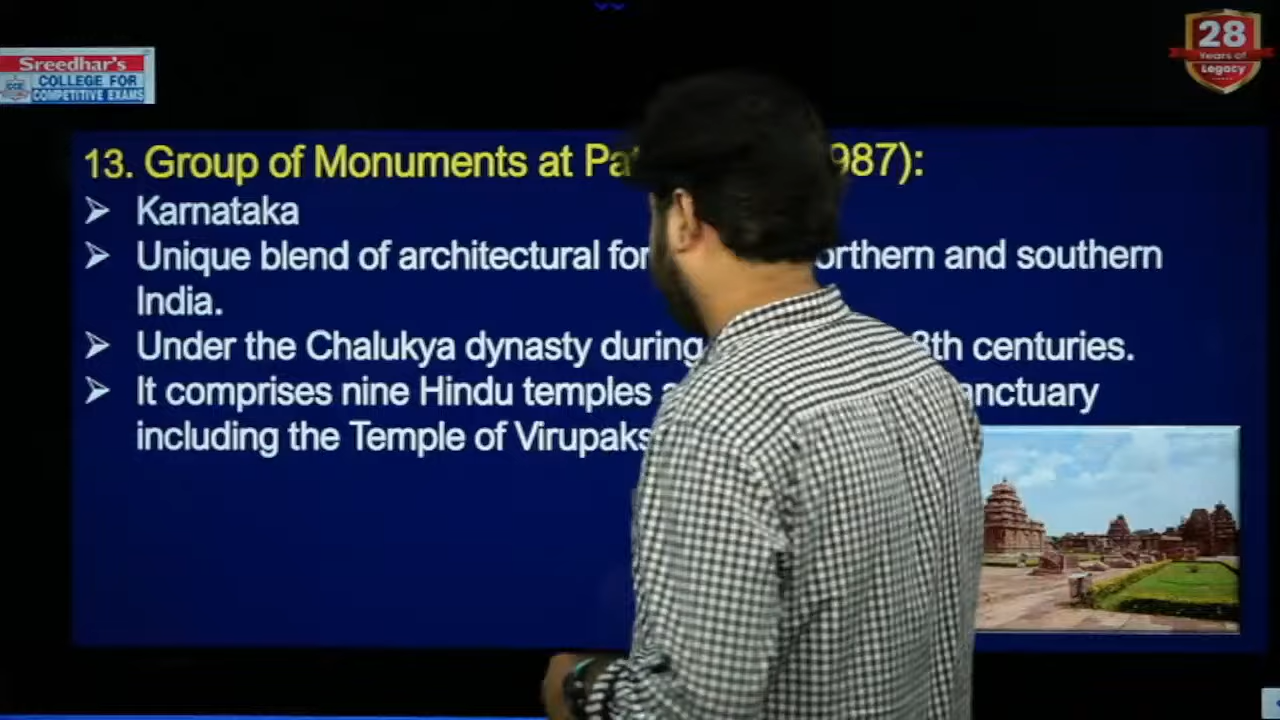 Sreedhar's
CCE
COLLEGE FOR
COMPETITIVE EXAMS
28
Years of
Legacy
13. Group of Monuments at Pa 987):
➢ Karnataka
➢ Unique blend of architectural for orthern and southern
India.
➢ Under the Chalukya dynasty during 8th centuries.
➢ It comprises nine Hindu temples a anctuary
including the Temple of Virupaks